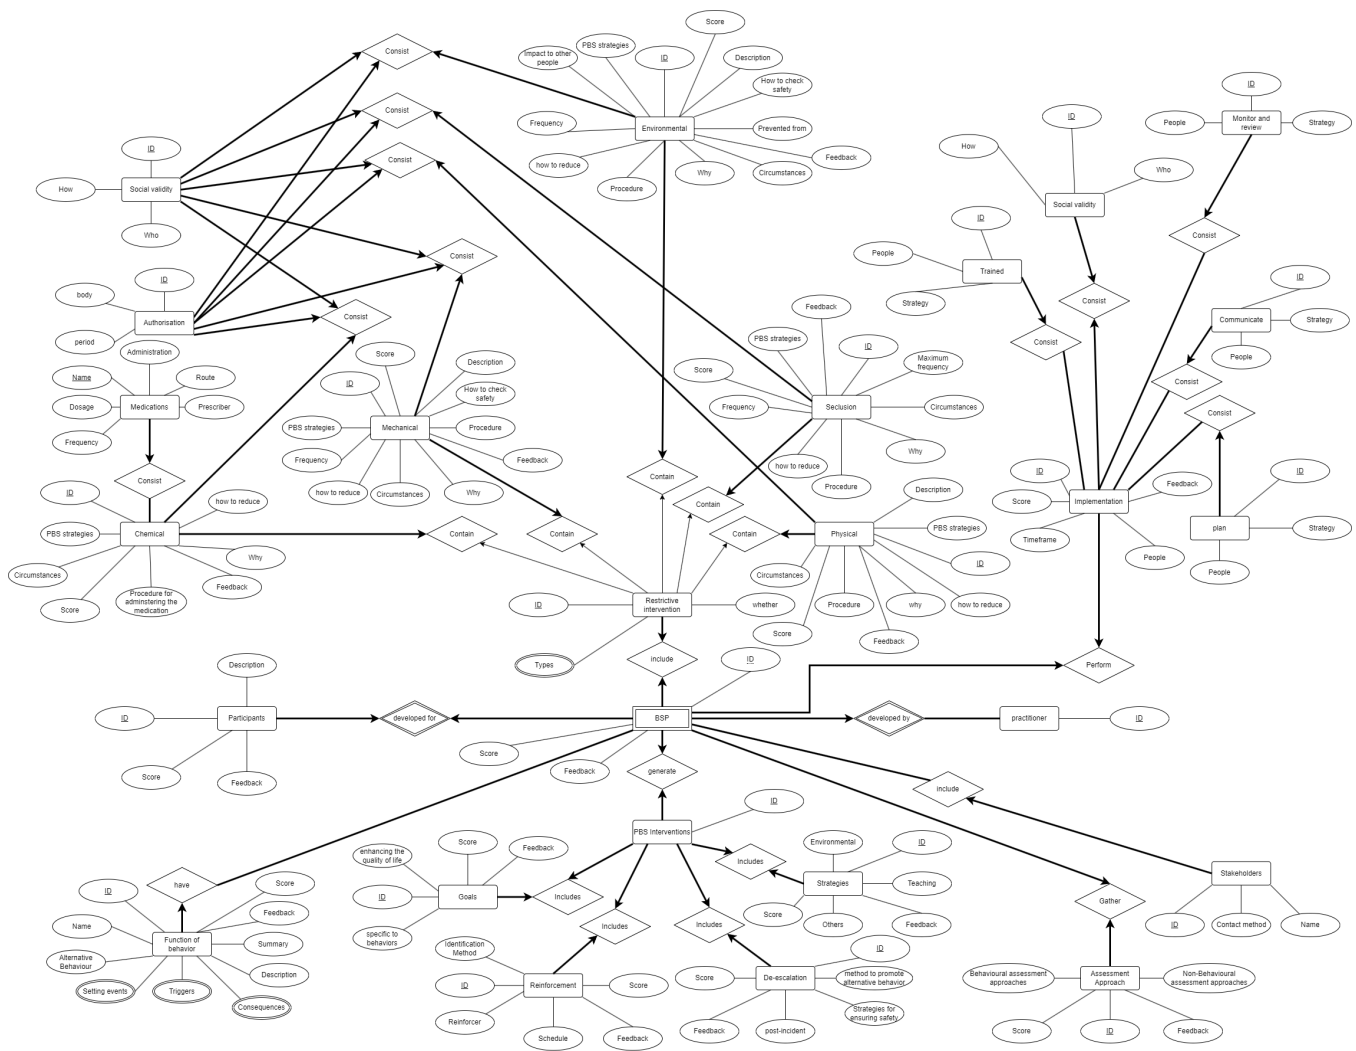 Score
PBS strategies
Consist
Impact to other
people
ID
Description
How to check
safety
ID
Consist
ID
Frequency
Environmental
Prevented from
People
Monitor and
review
Strategy
ID
Consist
how to reduce
Feedback
How
Procedure
Why
Circumstances
Who
How
Social validity
Social validity
Who
ID
Consist
Consist
People
Trained
ID
ID
body
Feedback
Strategy
Consist
Authorisation
Consist
Communicate
Strategy
period
PBS strategies
ID
Consist
People
Administration
Score
Description
Maximum
frequency
Name
Route
ID
How to check
safety
Score
Consist
Dosage
Medications
Prescriber
Frequency
Seclusion
Circumstances
Consist
PBS strategies
Mechanical
Procedure
Frequency
Frequency
Feedback
how to reduce
Why
Consist
Contain
Procedure
ID
ID
how to reduce
Circumstances
Why
Feedback
ID
how to reduce
Description
Score
Implementation
Contain
PBS strategies
Chemical
Contain
Contain
Contain
Physical
PBS strategies
Timeframe
plan
Strategy
Why
People
Circumstances
Feedback
Circumstances
ID
People
Score
Procedure for
adminstering the
medication
ID
Restrictive
intervention
whether
Procedure
why
how to reduce
Score
Feedback
Types
include
ID
Perform
Description
ID
Participants
developed for
BSP
developed by
practitioner
ID
Score
Feedback
Score
Feedback
generate
include
ID
PBS Interventions
Score
Feedback
Environmental
ID
enhancing the
quality of life
Includes
Stakeholders
have
Score
Strategies
Teaching
ID
ID
Goals
Includes
Gather
Feedback
Score
Others
Feedback
ID
Contact method
Name
Name
Includes
Includes
specific to
behaviors
Function of
behavior
Summary
Identification
Method
ID
Alternative
Behaviour
Description
Score
De-escalation
method to promote
alternative behavior
Behavioural assessment
approaches
Assessment
Approach
Non-Behavioural
assessment approaches
ID
Reinforcement
Score
Setting events
Triggers
Consequences
Strategies for
ensuring safety
Reinforcer
Feedback
post-incident
Score
ID
Feedback
Schedule
Feedback